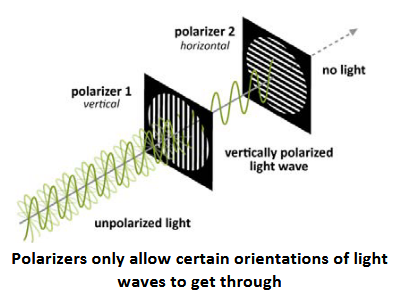 polarizer 2
horizontal
no light
polarizer 1
vertical
vertically polarized
light wave
unpolarized light
Polarizers only allow certain orientations of light
waves to get through